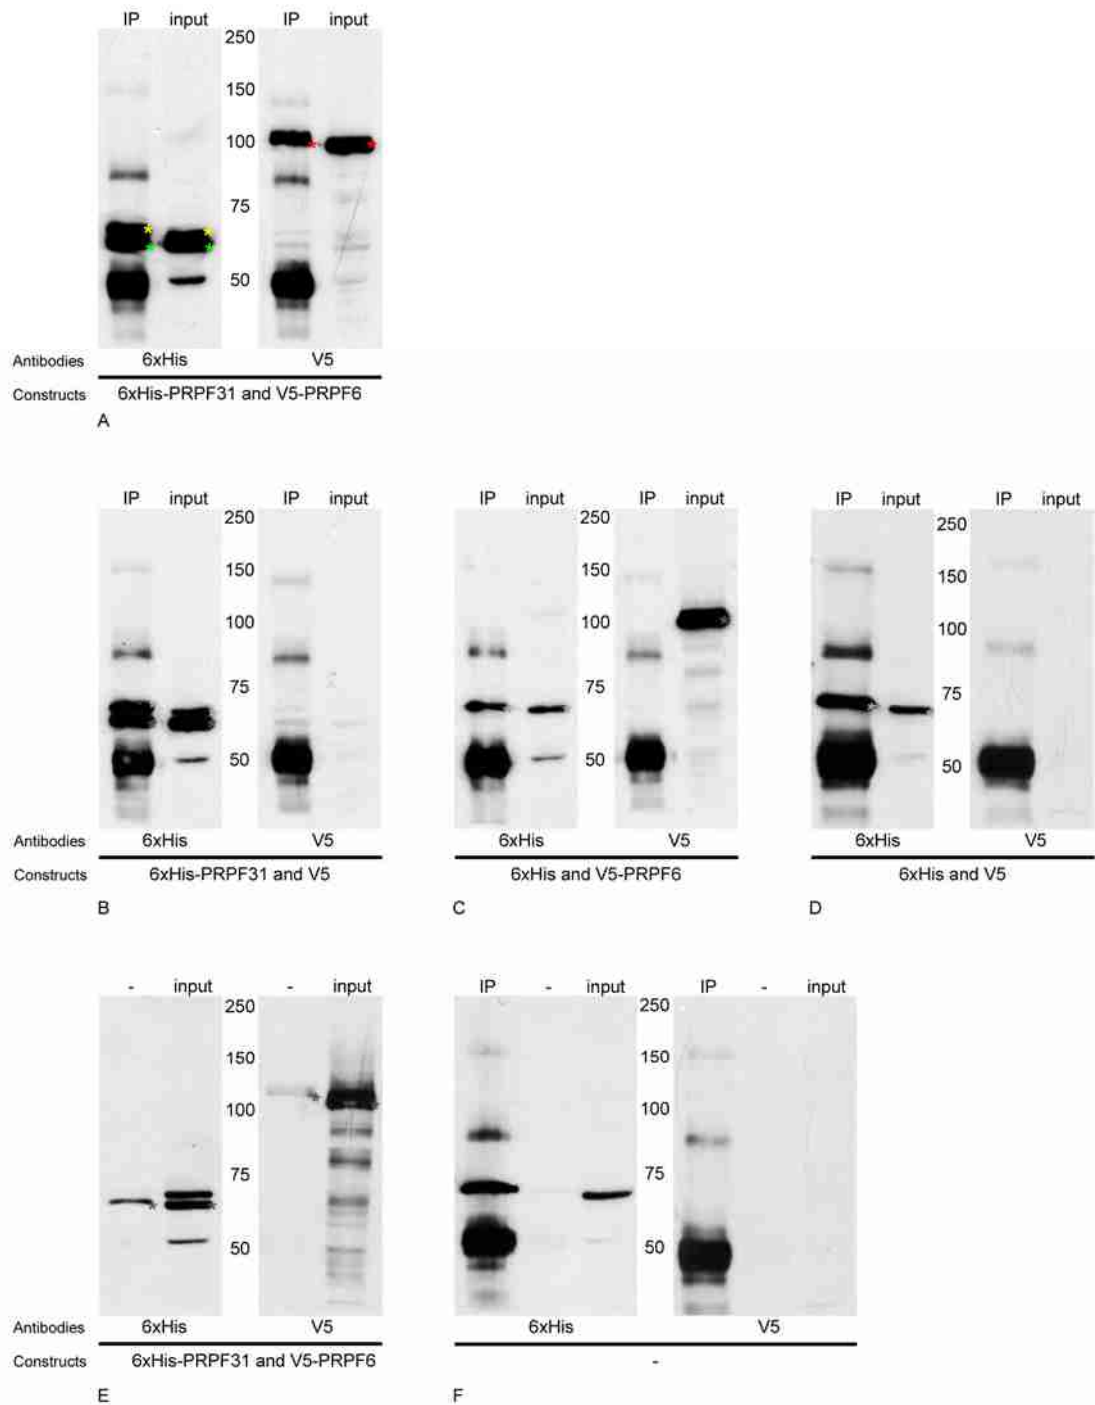 IP input IP input
250
150
100
75
50
Antibodies 6xHis V5
Constructs 6xHis-PRPF31 and V5-PRPF6
A
IP input IP input
250
150
100
75
50
Antibodies 6xHis V5
Constructs 6xHis-PRPF31 and V5
B
IP input IP input
250
150
100
75
50
6xHis V5
6xHis and V5-PRPF6
C
IP input IP input
250
150
100
75
50
6xHis V5
6xHis and V5
D
- input - input
250
150
100
75
50
Antibodies 6xHis V5
Constructs 6xHis-PRPF31 and V5-PRPF6
E
IP - input IP - input
250
150
100
75
50
6xHis V5
-
F